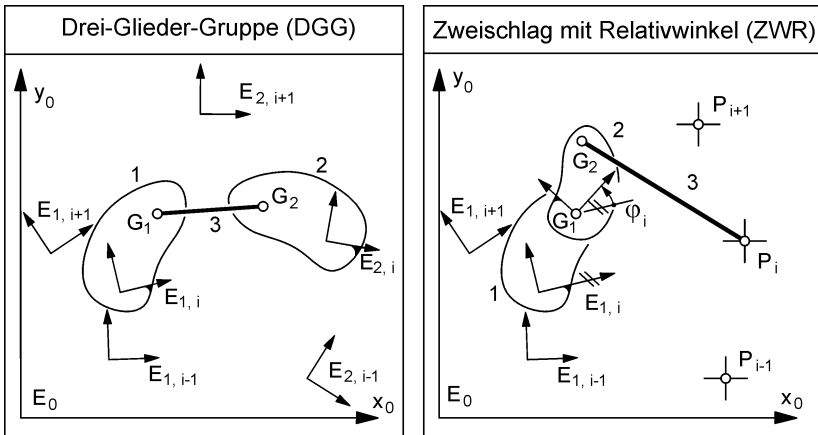 Drei-Glieder-Gruppe (DGG)
y0
E2, i+1
1
2
E1, i+1
G1
G2
3
E1, i
E2, i
E1, i-1
E2, i-1
E0
x0
Zweischlag mit Relativwinkel (ZWR)
y0
Pi+1
2
G2
3
E1, i+1
G1
φi
Pi
1
E1, i
E1, i-1
Pi-1
E0
x0